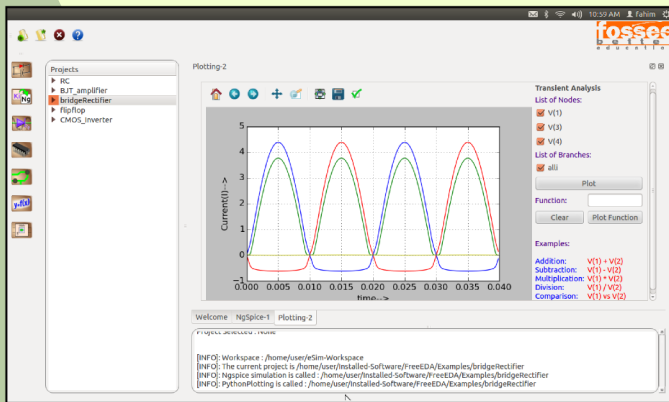 10:59 AM Fahim
fossee
education
Projects
RC
BJT_amplifier
bridgeRectifier
flipflop
CMOS_Inverter
Plotting-2
5
4
3
2
1
0
−1
Current(I)-->
0.000 0.005 0.010 0.015 0.020 0.025 0.030 0.035 0.040
time-->
Transient Analysis
List of Nodes:
V(1)
V(3)
V(4)
List of Branches:
alli
Plot
Function:
Clear Plot Function
Examples:
Addition: V(1) + V(2)
Subtraction: V(1) - V(2)
Multiplication: V(1) * V(2)
Division: V(1) / V(2)
Comparison: V(1) vs V(2)
Welcome NgSpice-1 Plotting-2
Project Selected : None
[INFO]: Workspace : /home/user/eSim-Workspace
[INFO]: The current project is /home/user/Installed-Software/FreeEDA/Examples/bridgeRectifier
[INFO]: Ngspice simulation is called : /home/user/Installed-Software/FreeEDA/Examples/bridgeRectifier
[INFO]: PythonPlotting is called : /home/user/Installed-Software/FreeEDA/Examples/bridgeRectifier
Ki Ng
y=f(x)